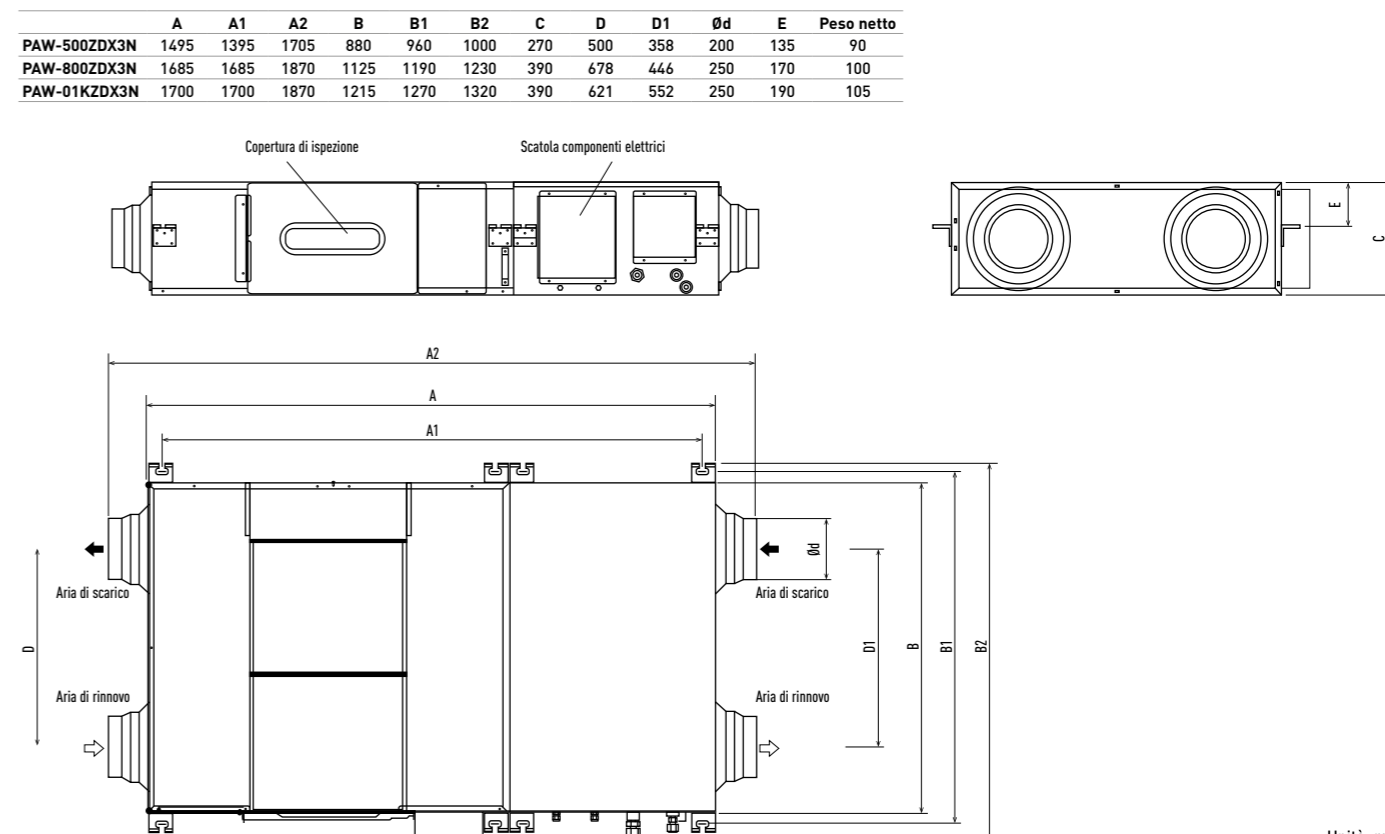 A A1 A2 B B1 B2 C D D1 Ød E Peso netto
PAW-500ZDX3N 1495 1395 1705 880 960 1000 270 500 358 200 135 90
PAW-800ZDX3N 1685 1685 1870 1125 1190 1230 390 678 446 250 170 100
PAW-01KZDX3N 1700 1700 1870 1215 1270 1320 390 621 552 250 190 105
Copertura di ispezione Scatola componenti elettrici
E
C
A2
A
A1
Ød
Aria di scarico Aria di scarico
D D1 B B1 B2
Aria di rinnovo Aria di rinnovo